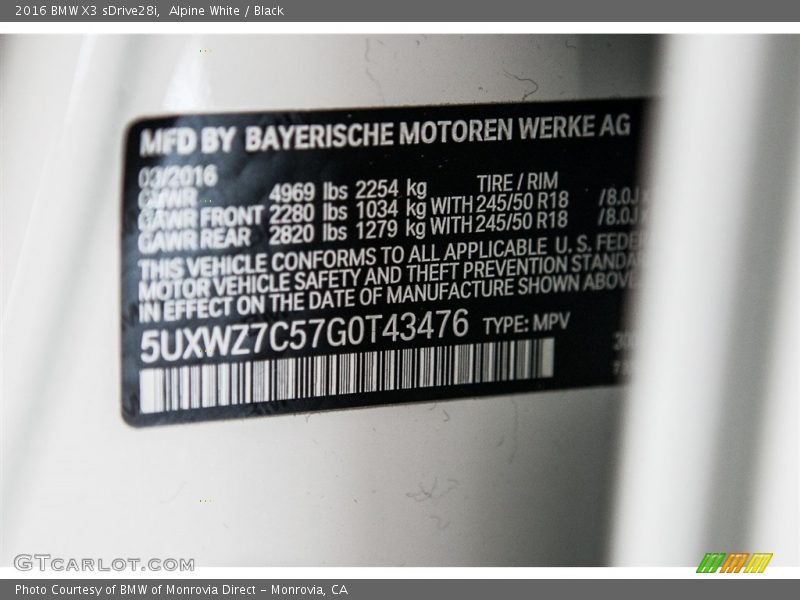 2016 BMW X3 sDrive28i, Alpine White / Black
MFD BY BAYERISCHE MOTOREN WERKE AG
03/2016 TIRE / RIM
GVWR 4969 lbs 2254 kg
GAWR FRONT 2280 lbs 1034 kg WITH 245/50 R18 /8.0J x
GAWR REAR 2820 lbs 1279 kg WITH 245/50 R18 /8.0J x
THIS VEHICLE CONFORMS TO ALL APPLICABLE U. S. FEDER
MOTOR VEHICLE SAFETY AND THEFT PREVENTION STANDA
IN EFFECT ON THE DATE OF MANUFACTURE SHOWN ABOVE
5UXWZ7C57G0T43476 TYPE: MPV
GTCARLOT.COM
Photo Courtesy of BMW of Monrovia Direct - Monrovia, CA